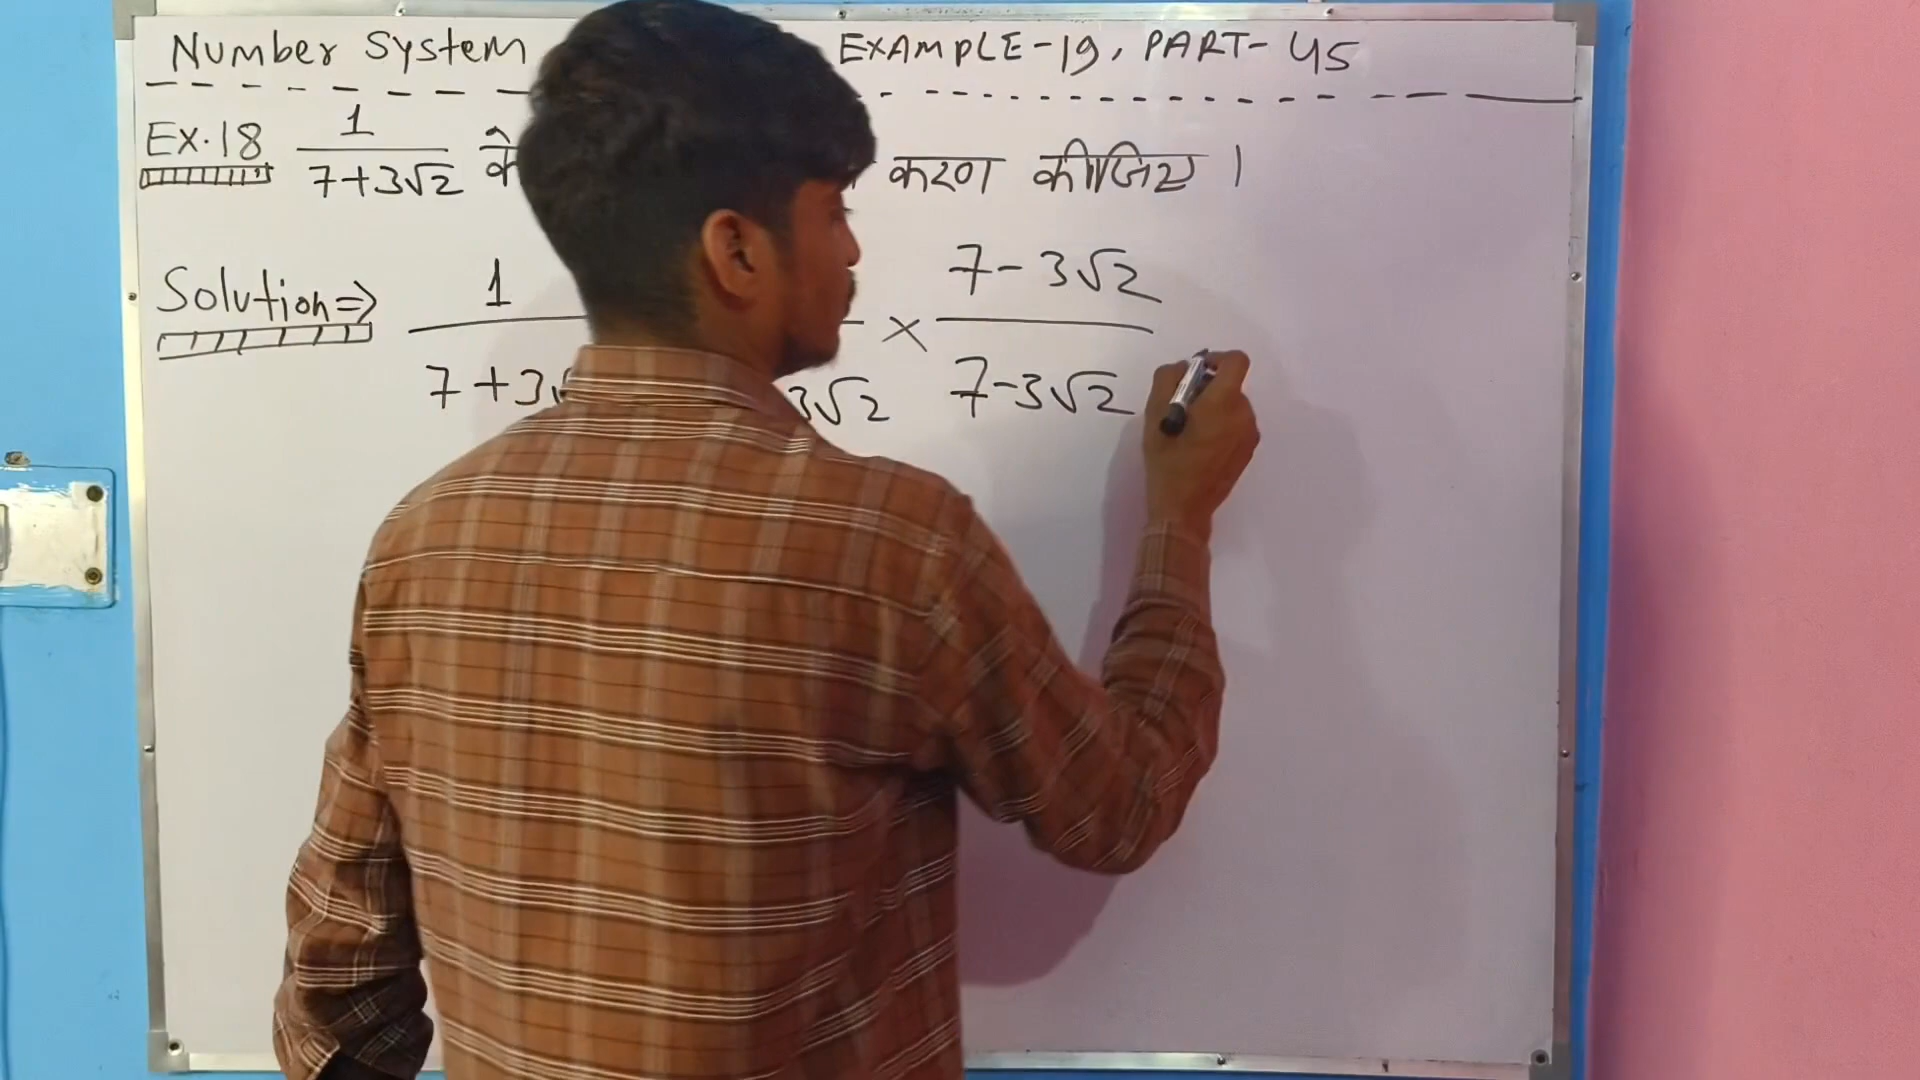 Number System EXAMPLE-19, PART-45
Ex.18 1/(7+3√2) के करण कीजिए ।
Solution⇒ 1/(7+3 3√2 × (7-3√2)/(7-3√2)